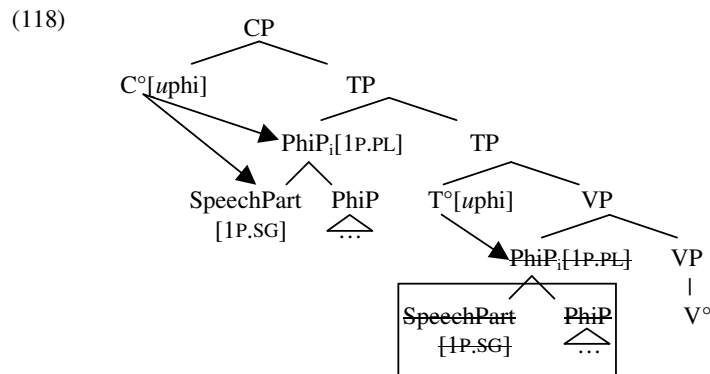 (118)
CP
C°[uphi] TP
PhiPᵢ[1P.PL] TP
SpeechPart PhiP T°[uphi] VP
[1P.SG] …
PhiPᵢ[1P.PL] VP
SpeechPart PhiP V°
[1P.SG] …